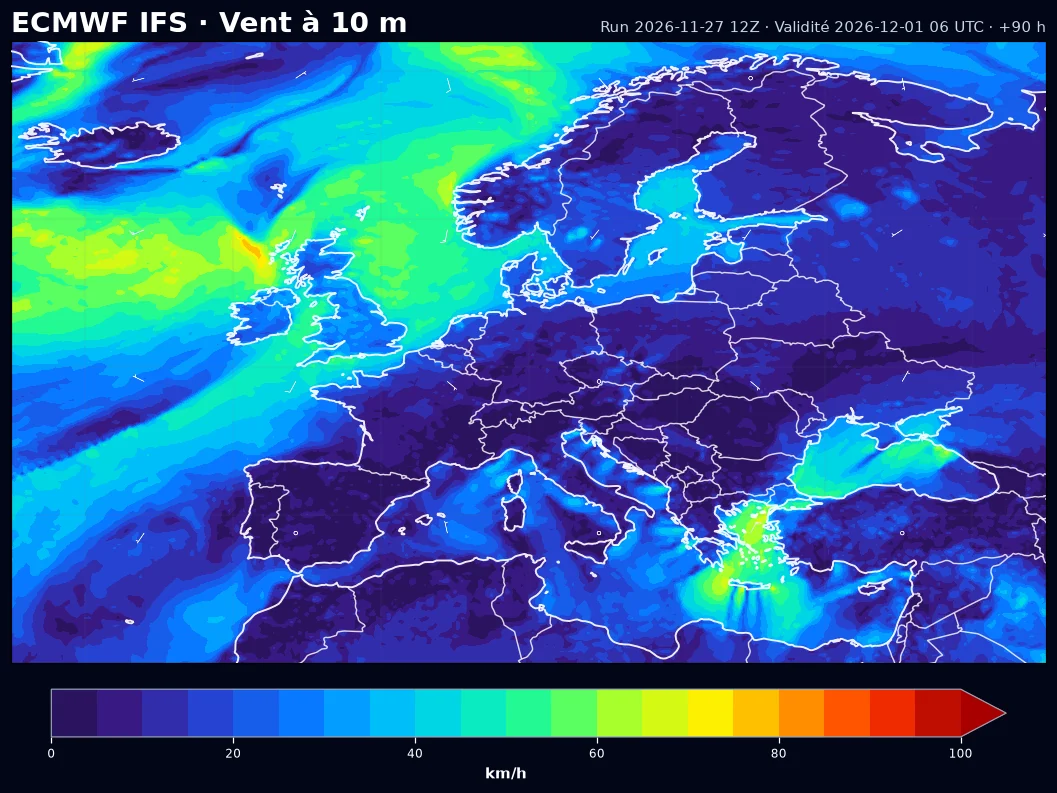 ECMWF IFS · Vent à 10 m
Run 2026-11-27 12Z · Validité 2026-12-01 06 UTC · +90 h
0 20 40 60 80 100
km/h